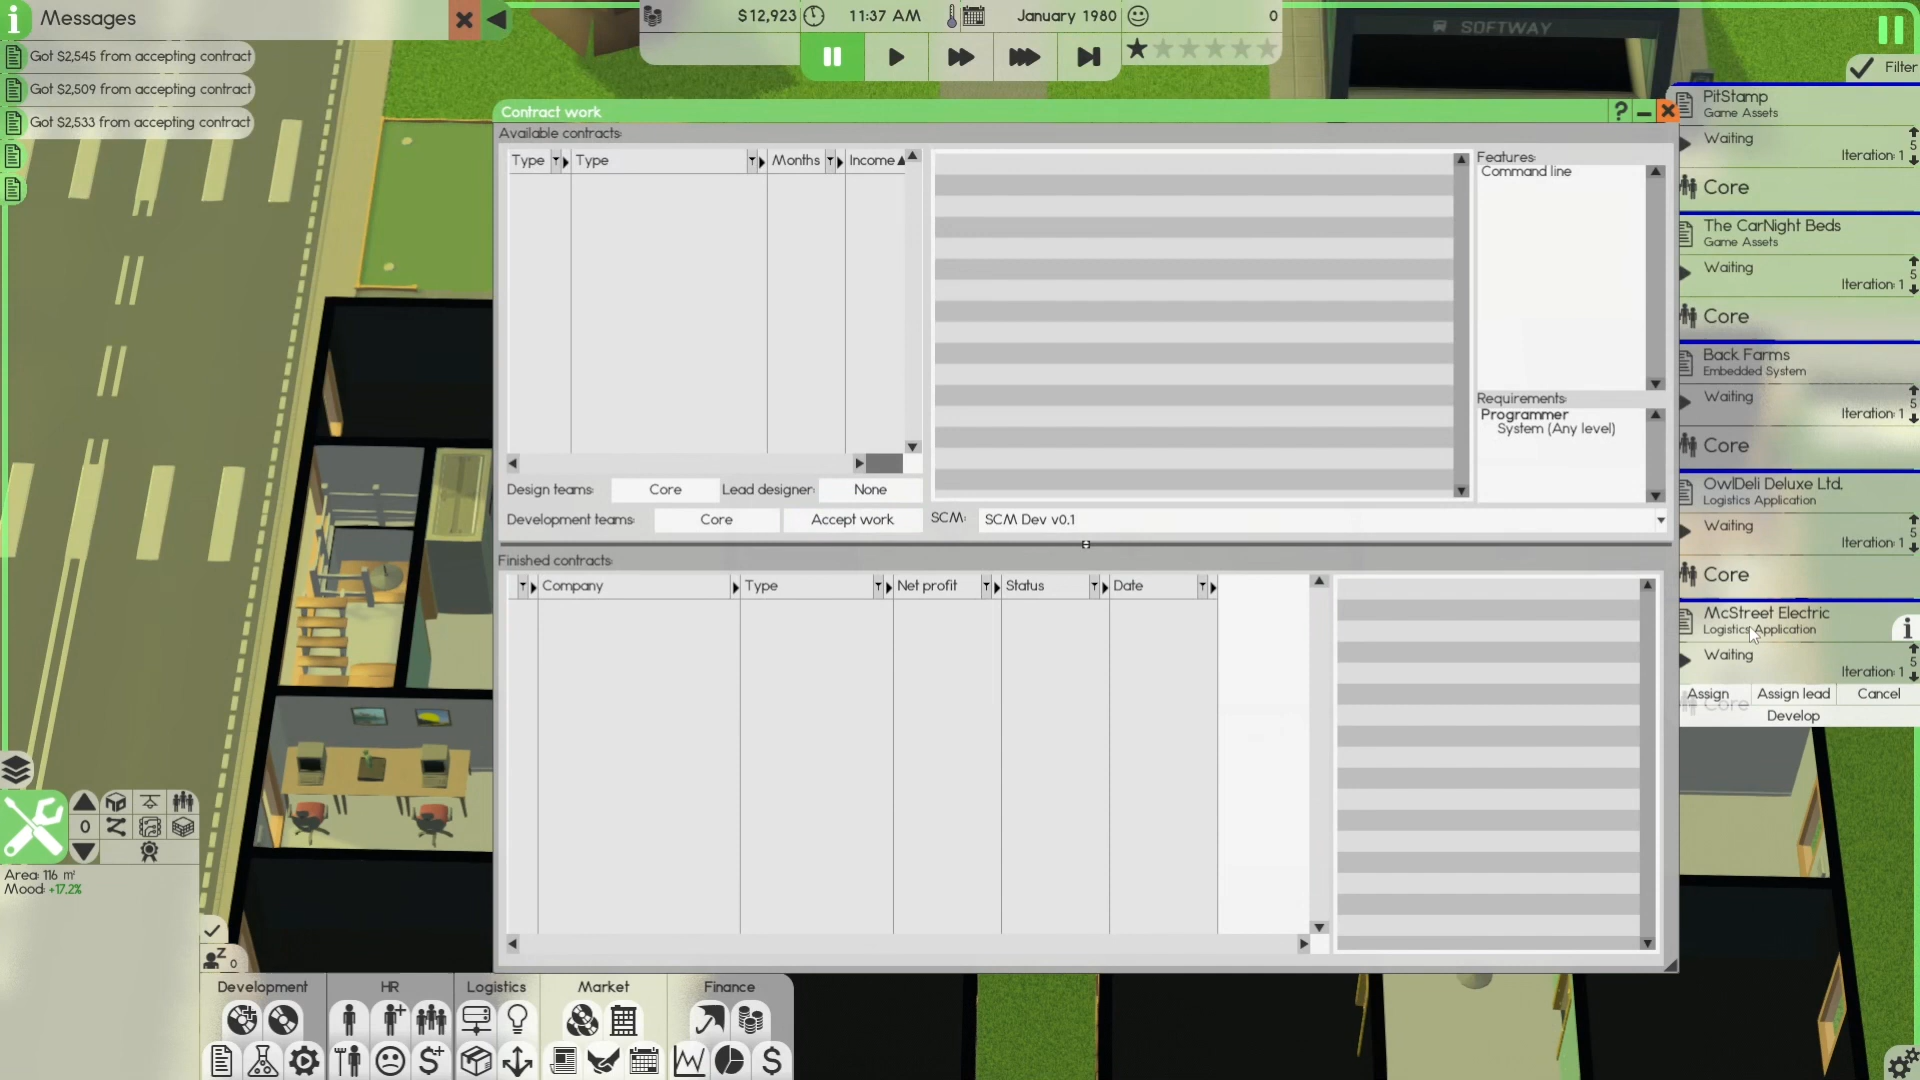 Messages
Got $2,545 from accepting contract
Got $2,509 from accepting contract
Got $2,533 from accepting contract
$12,923
11:37 AM
January 1980
0
SOFTWAY
Filter
Contract work
?
Available contracts:
Type
Type
Months
Income
Features:
Command line
Requirements:
Programmer
System (Any level)
Design teams:
Core
Lead designer:
None
Development teams:
Core
Accept work
SCM:
SCM Dev v0.1
Finished contracts:
Company
Type
Net profit
Status
Date
PitStamp
Game Assets
Waiting
5
Iteration: 1
Core
The CarNight Beds
Game Assets
Waiting
5
Iteration: 1
Core
Back Farms
Embedded System
Waiting
5
Iteration: 1
Core
OwlDeli Deluxe Ltd.
Logistics Application
Waiting
5
Iteration: 1
Core
McStreet Electric
Logistics Application
Waiting
5
Iteration: 1
Assign
Assign lead
Cancel
Core
Develop
0
Area: 116 m²
Mood: +17.2%
Z
0
Development
HR
Logistics
Market
Finance